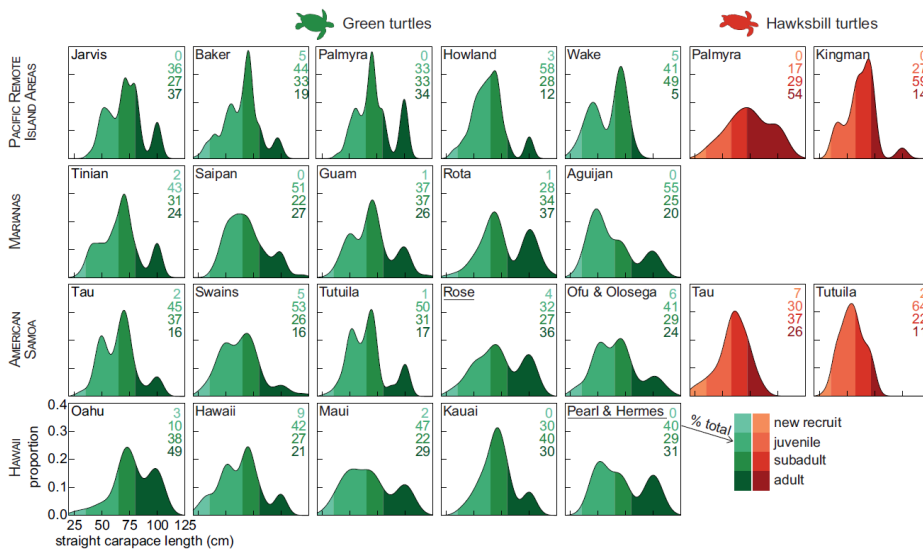 Green turtles
Hawksbill turtles
PACIFIC REMOTE
ISLAND AREAS
Jarvis
0
36
27
37
Baker
5
44
33
19
Palmyra
0
33
33
34
Howland
3
58
28
12
Wake
5
41
49
5
Palmyra
0
17
29
54
Kingman
0
27
59
14
MARIANAS
Tinian
2
43
31
24
Saipan
0
51
22
27
Guam
1
37
37
26
Rota
1
28
34
37
Aguijan
0
55
25
20
AMERICAN
SAMOA
Tau
2
45
37
16
Swains
5
53
26
16
Tutuila
1
50
31
17
Rose
4
32
27
36
Ofu & Olosega
6
41
29
24
Tau
7
30
37
26
Tutuila
2
64
22
11
HAWAII
proportion
0.4
0.3
0.2
0.1
0.0
Oahu
3
10
38
49
Hawaii
9
42
27
21
Maui
2
47
22
29
Kauai
0
30
40
30
Pearl & Hermes
0
40
29
31
% total
new recruit
juvenile
subadult
adult
25 50 75 100 125
straight carapace length (cm)